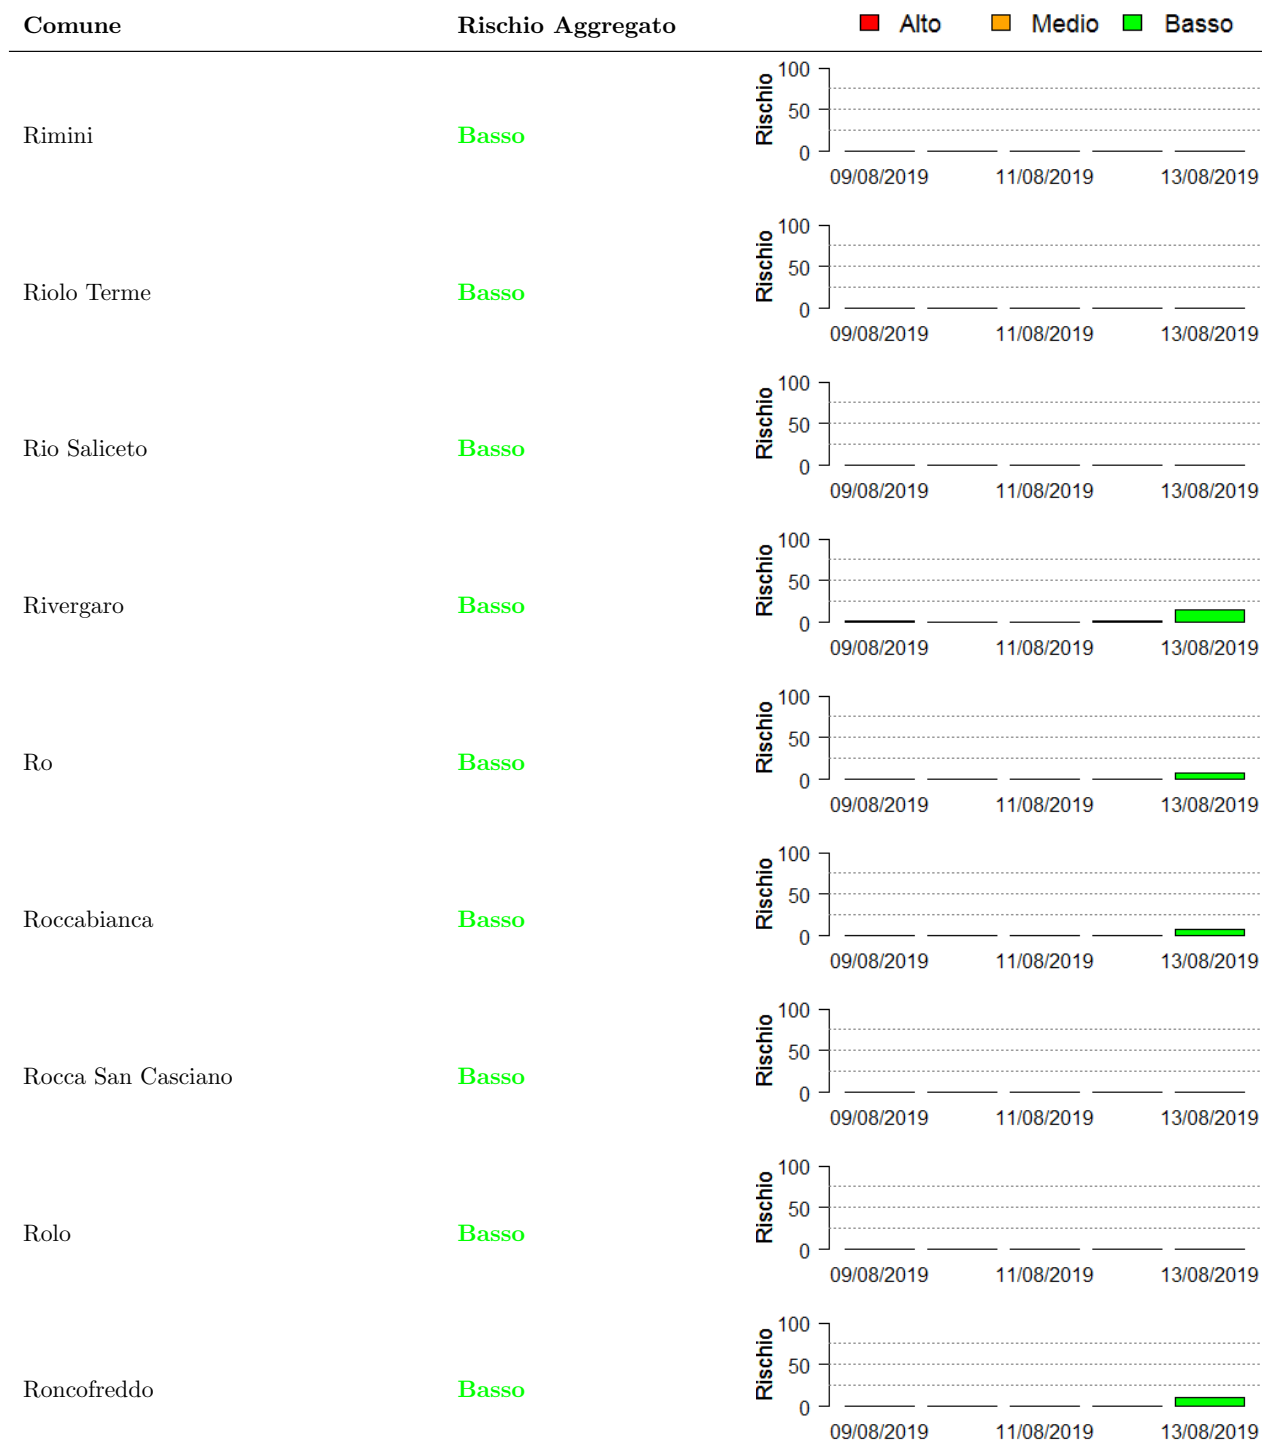 Comune Rischio Aggregato Alto Medio Basso
Rimini Basso
Rischio
100
50
0
09/08/2019 11/08/2019 13/08/2019
Riolo Terme Basso
Rischio
100
50
0
09/08/2019 11/08/2019 13/08/2019
Rio Saliceto Basso
Rischio
100
50
0
09/08/2019 11/08/2019 13/08/2019
Rivergaro Basso
Rischio
100
50
0
09/08/2019 11/08/2019 13/08/2019
Ro Basso
Rischio
100
50
0
09/08/2019 11/08/2019 13/08/2019
Roccabianca Basso
Rischio
100
50
0
09/08/2019 11/08/2019 13/08/2019
Rocca San Casciano Basso
Rischio
100
50
0
09/08/2019 11/08/2019 13/08/2019
Rolo Basso
Rischio
100
50
0
09/08/2019 11/08/2019 13/08/2019
Roncofreddo Basso
Rischio
100
50
0
09/08/2019 11/08/2019 13/08/2019